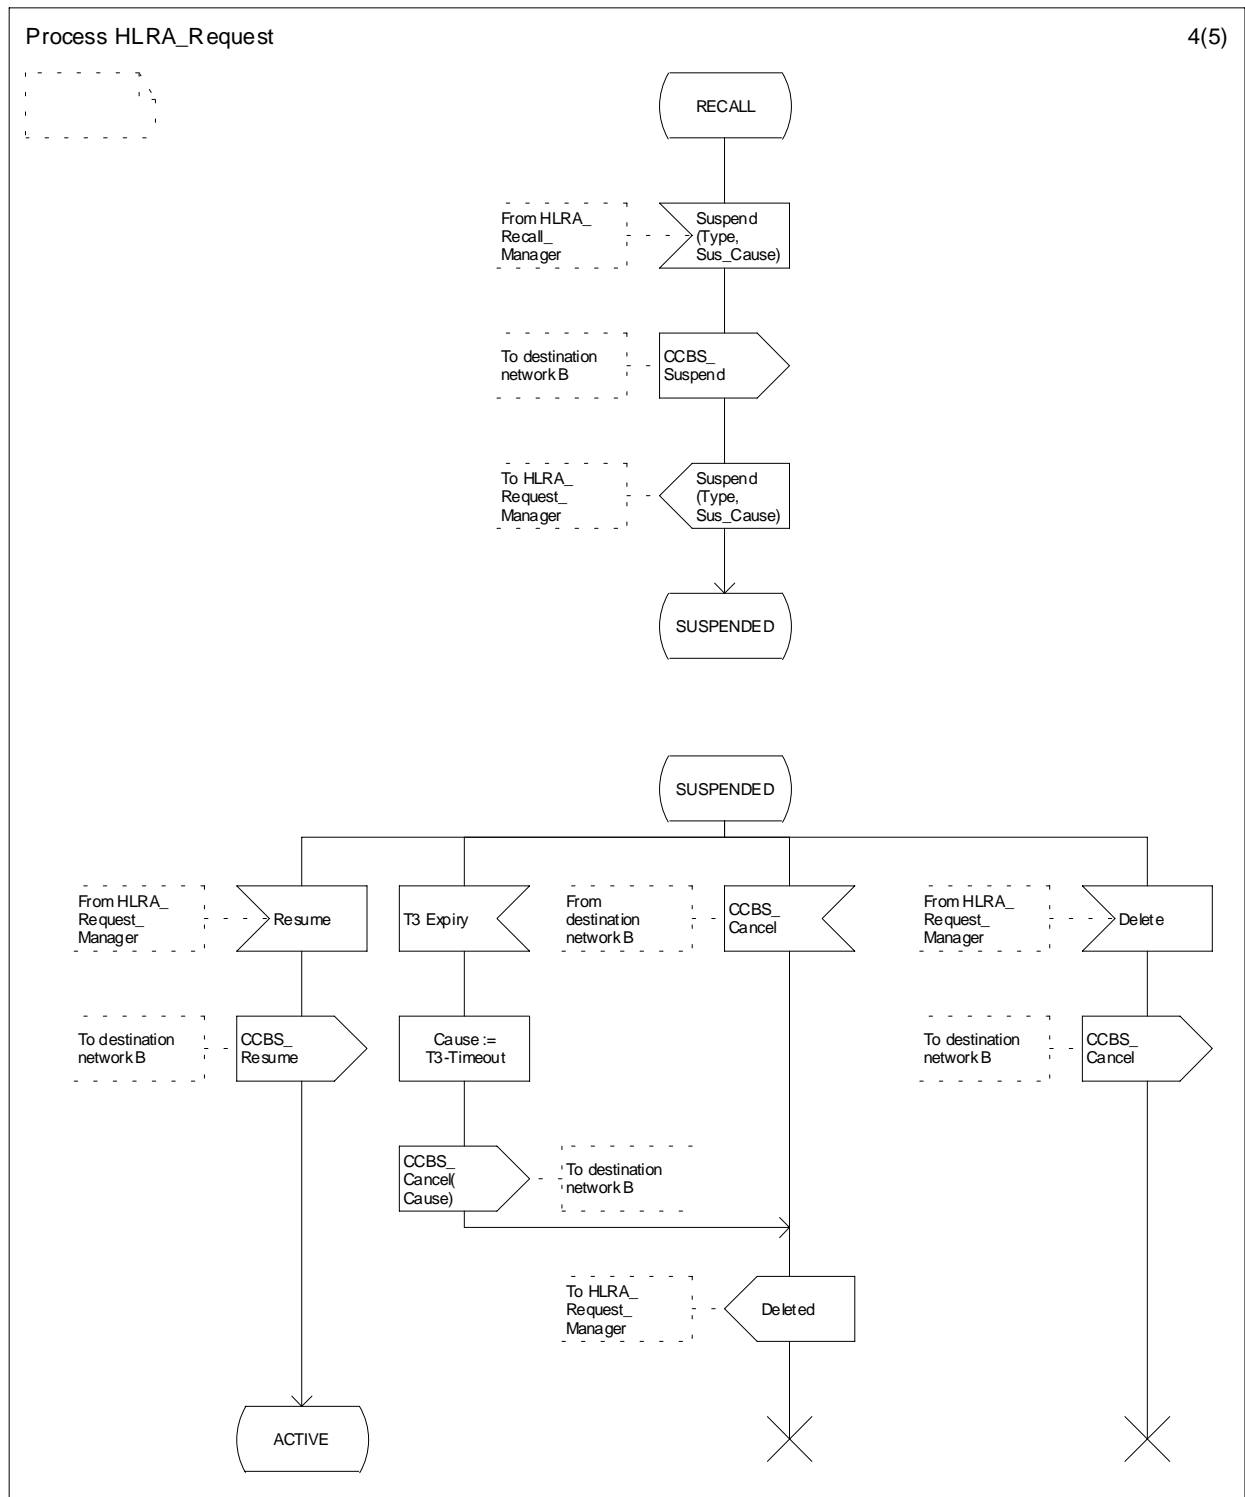 Process HLRA_Request
4(5)
RECALL
From HLRA_
Recall_
Manager
Suspend
(Type,
Sus_Cause)
To destination
network B
CCBS_
Suspend
To HLRA_
Request_
Manager
Suspend
(Type,
Sus_Cause)
SUSPENDED
SUSPENDED
From HLRA_
Request_
Manager
Resume
T3 Expiry
From
destination
network B
CCBS_
Cancel
From HLRA_
Request_
Manager
Delete
To destination
network B
CCBS_
Resume
Cause :=
T3-Timeout
To destination
network B
CCBS_
Cancel
CCBS_
Cancel(
Cause)
To destination
network B
To HLRA_
Request_
Manager
Deleted
ACTIVE